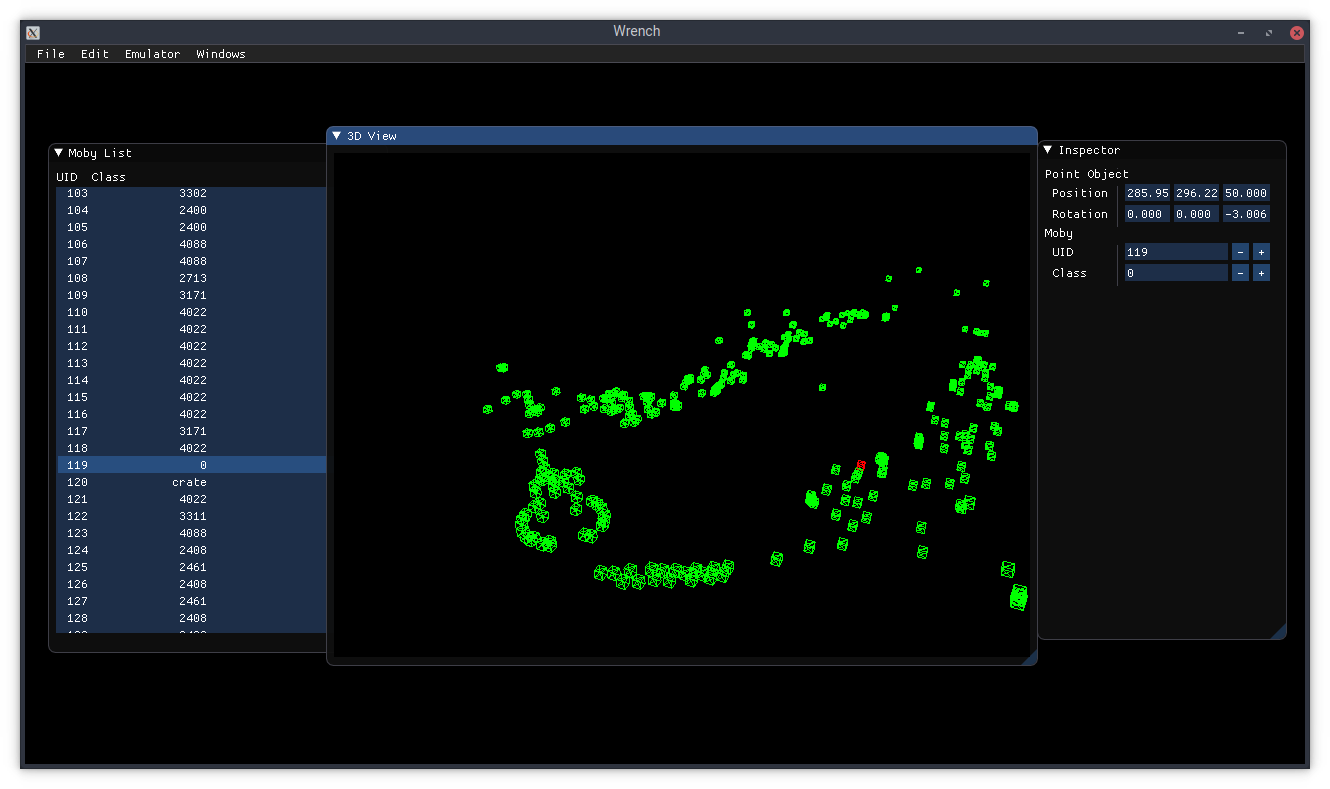 Wrench
File Edit Emulator Windows
Moby List
UID Class
103 3302
104 2400
105 2400
106 4088
107 4088
108 2713
109 3171
110 4022
111 4022
112 4022
113 4022
114 4022
115 4022
116 4022
117 3171
118 4022
119 0
120 crate
121 4022
122 3311
123 4088
124 2408
125 2461
126 2408
127 2461
128 2408
3D View
Inspector
Point Object
Position 285.95 296.22 50.000
Rotation 0.000 0.000 -3.006
Moby
UID 119 - +
Class 0 - +